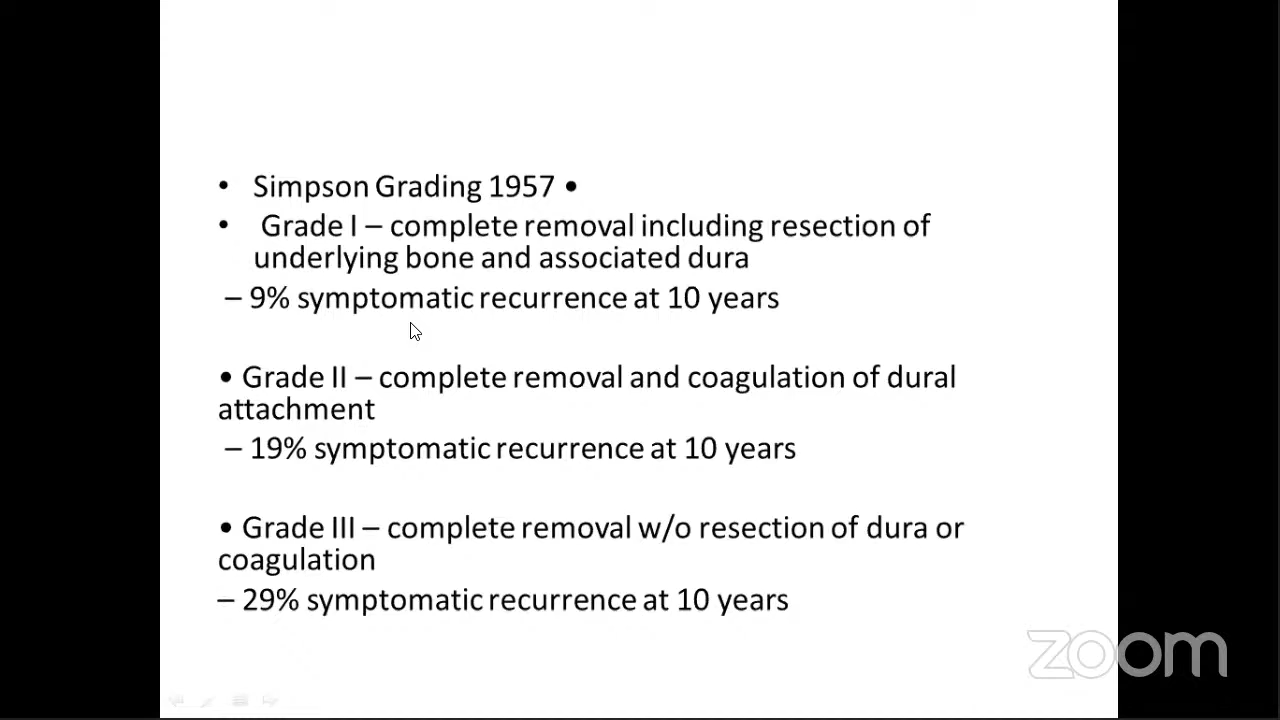 • Simpson Grading 1957 •
• Grade I – complete removal including resection of
underlying bone and associated dura
– 9% symptomatic recurrence at 10 years
• Grade II – complete removal and coagulation of dural
attachment
– 19% symptomatic recurrence at 10 years
• Grade III – complete removal w/o resection of dura or
coagulation
– 29% symptomatic recurrence at 10 years
zoom